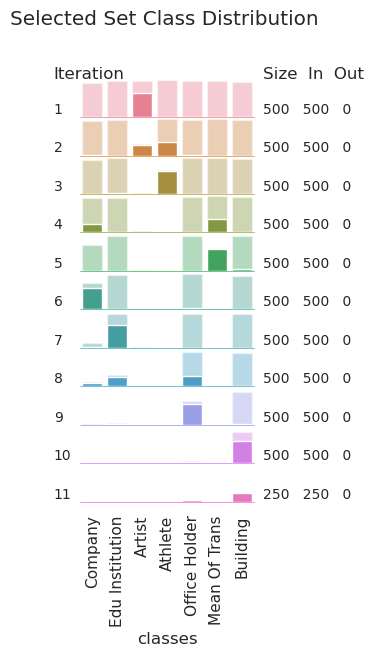 Selected Set Class Distribution
Iteration Size In Out
1 500 500 0
2 500 500 0
3 500 500 0
4 500 500 0
5 500 500 0
6 500 500 0
7 500 500 0
8 500 500 0
9 500 500 0
10 500 500 0
11 250 250 0
Company
Edu Institution
Artist
Athlete
Office Holder
Mean Of Trans
Building
classes